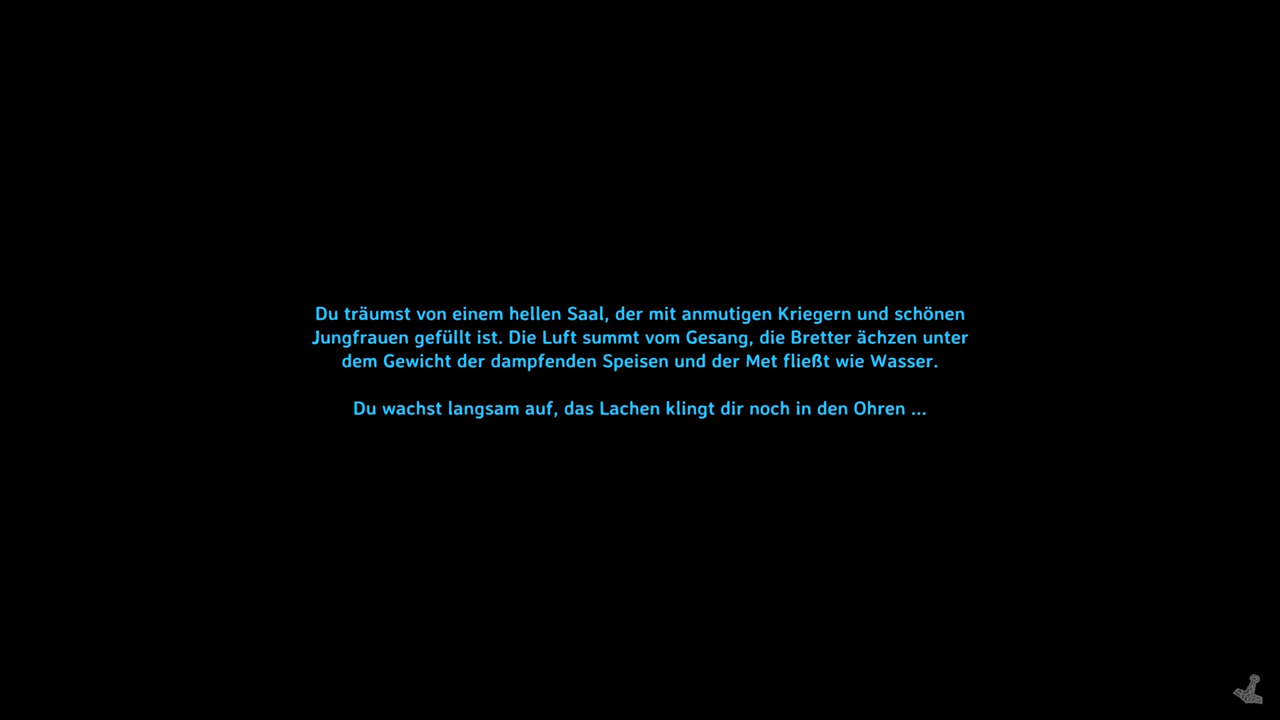 Du träumst von einem hellen Saal, der mit anmutigen Kriegern und schönen
Jungfrauen gefüllt ist. Die Luft summt vom Gesang, die Bretter ächzen unter
dem Gewicht der dampfenden Speisen und der Met fließt wie Wasser.
Du wachst langsam auf, das Lachen klingt dir noch in den Ohren ...